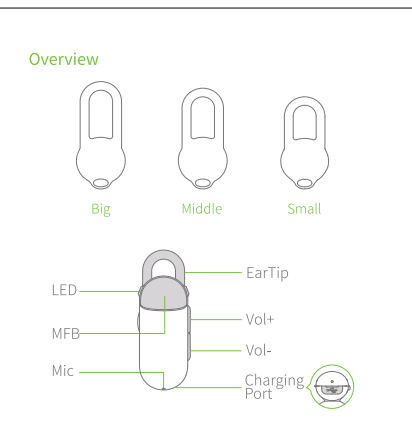 Overview
Big
Middle
Small
EarTip
LED
Vol+
MFB
Vol-
Mic
Charging
Port